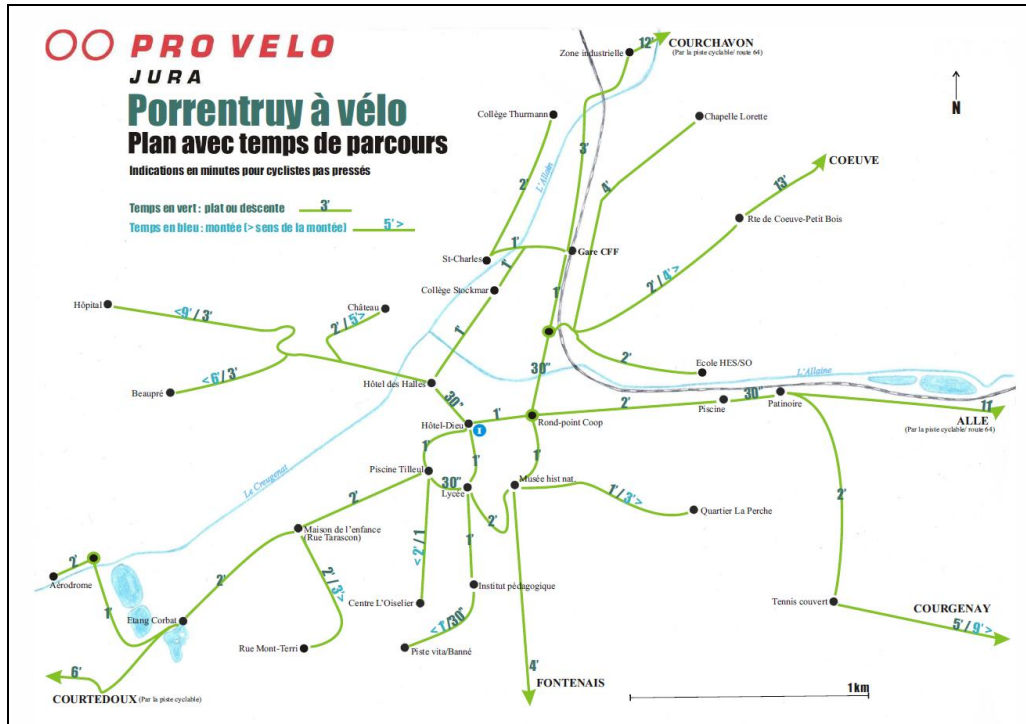 PRO VELO
JURA
Porrentruy à vélo
Plan avec temps de parcours
Indications en minutes pour cyclistes pas pressés
Temps en vert : plat ou descente 3'
Temps en bleu : montée (> sens de la montée) 5' >
12'
COURCHAVON
(Par la piste cyclable/ route 64)
Zone industrielle
N
Collège Thurmann
Chapelle Lorette
3'
L'Allain
2'
4'
COEUVE
13'
Rte de Coeuve-Petit Bois
1'
Gare CFF
St-Charles
1'
2' / 4' >
Collège Stockmar
1'
Hôpital
<9' / 3'
Château
2' / 5' >
1'
2'
Ecole HES/SO
30"
L'Allaine
<6'/ 3'
Beaupré
Hôtel des Halles
30"
Piscine
30"
Patinoire
11
ALLE
(Par la piste cyclable/ route 64)
Hôtel-Dieu
1'
Rond-point Coop
2'
I
1'
1'
1'
Piscine Tilleul
30"
Lycée
Musée hist nat.
1' / 3' >
Le Creugenat
2'
2'
Quartier La Perche
2'
Maison de l'enfance
(Rue Tarascon)
1'
< 2' / 1
2'
Aérodrome
2'
2' / 3' >
Institut pédagogique
1'
Etang Corbat
Centre L'Oiselier
<1'/30"
Tennis couvert
COURGENAY
5' / 9' >
Rue Mont-Terri
Piste vita/Banné
6'
4'
COURTEDOUX (Par la piste cyclable)
FONTENAIS
1 km